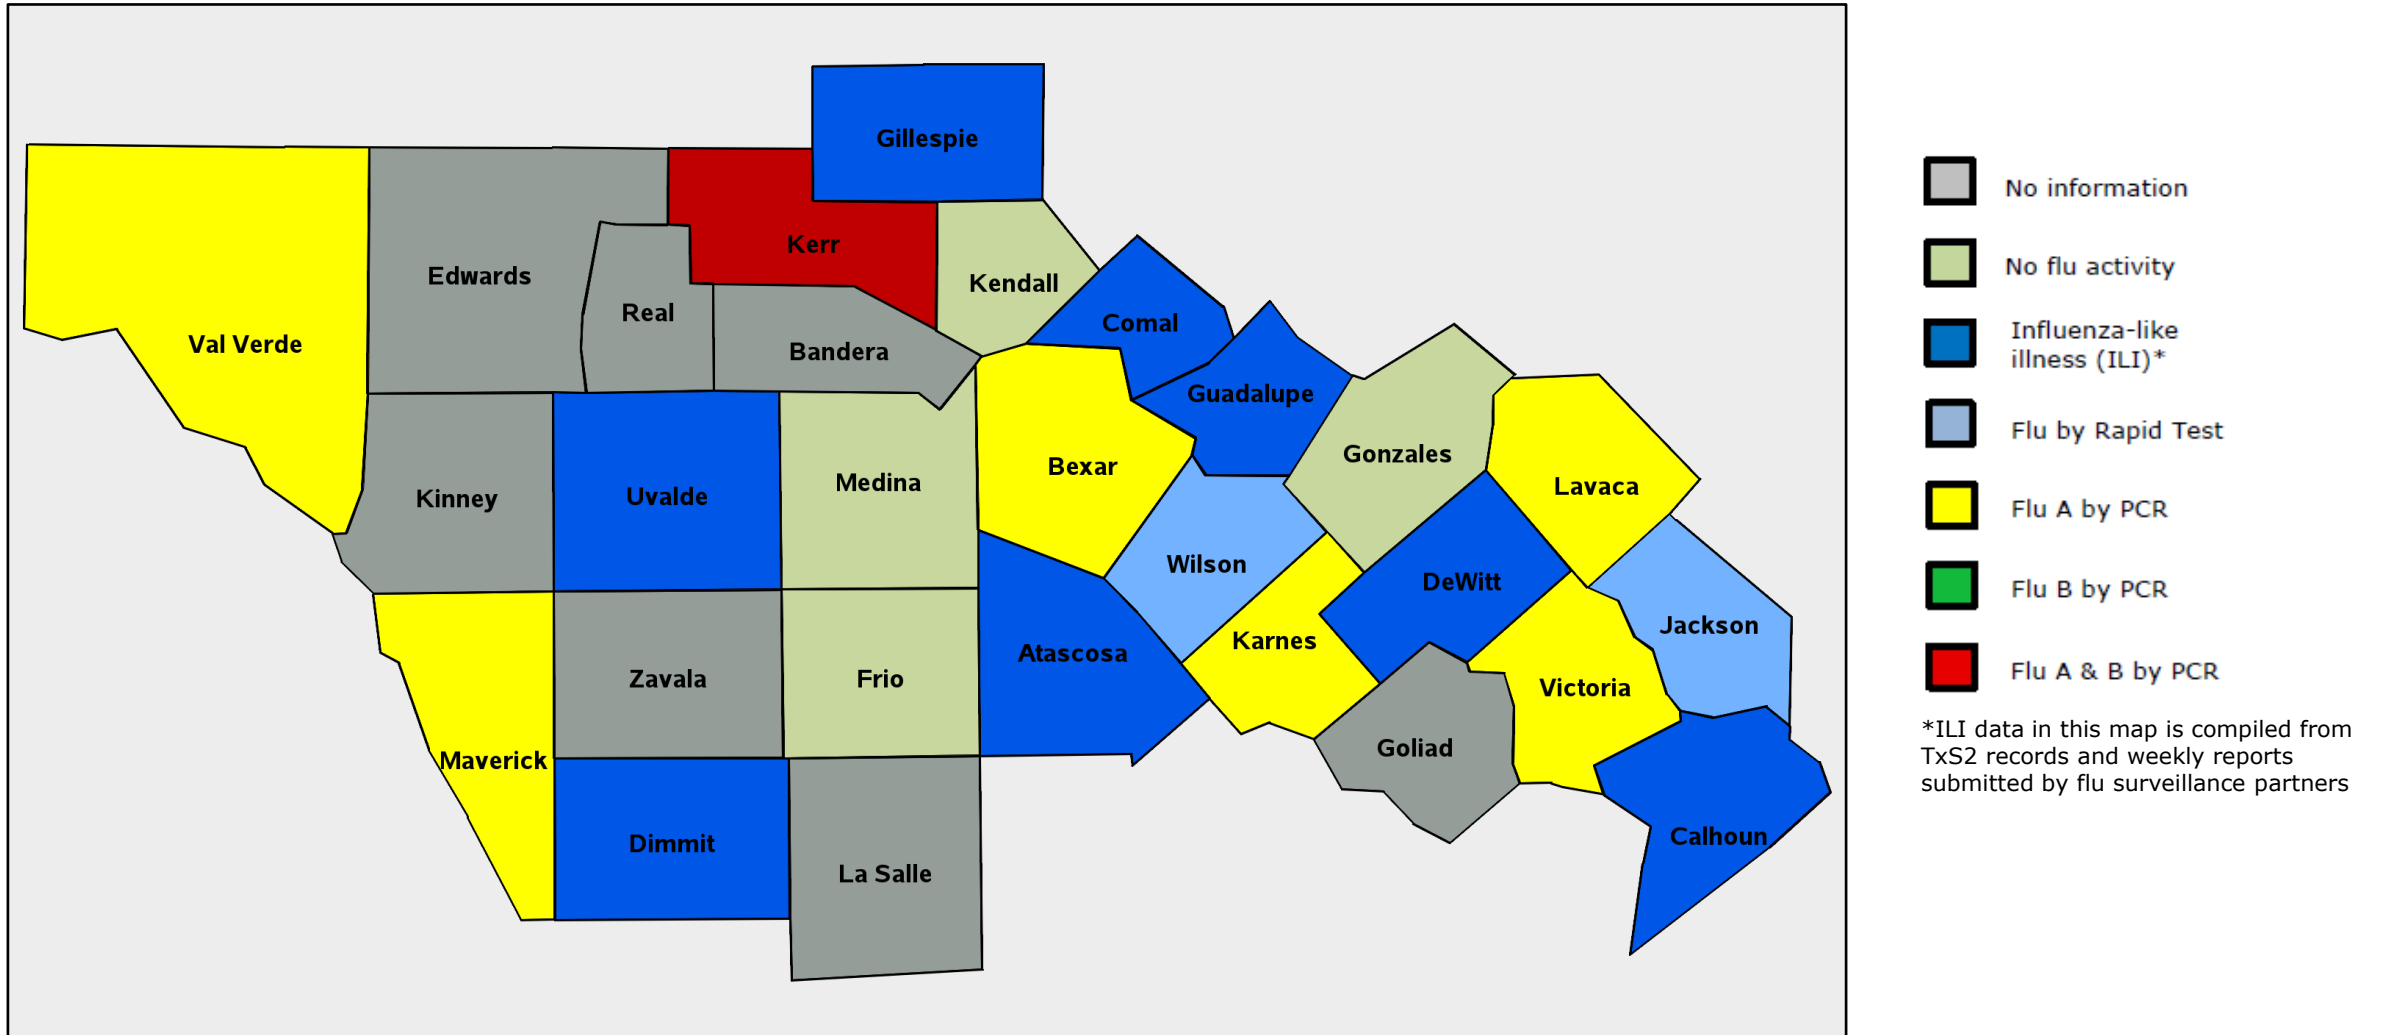 Gillespie
Kerr
Edwards
Kendall
Real
Comal
Val Verde
Bandera
Guadalupe
Gonzales
Bexar
Medina
Lavaca
Uvalde
Kinney
Wilson
DeWitt
Jackson
Karnes
Atascosa
Zavala
Frio
Victoria
Goliad
Maverick
Calhoun
Dimmit
La Salle
No information
No flu activity
Influenza-like
illness (ILI)*
Flu by Rapid Test
Flu A by PCR
Flu B by PCR
Flu A & B by PCR
*ILI data in this map is compiled from
TxS2 records and weekly reports
submitted by flu surveillance partners